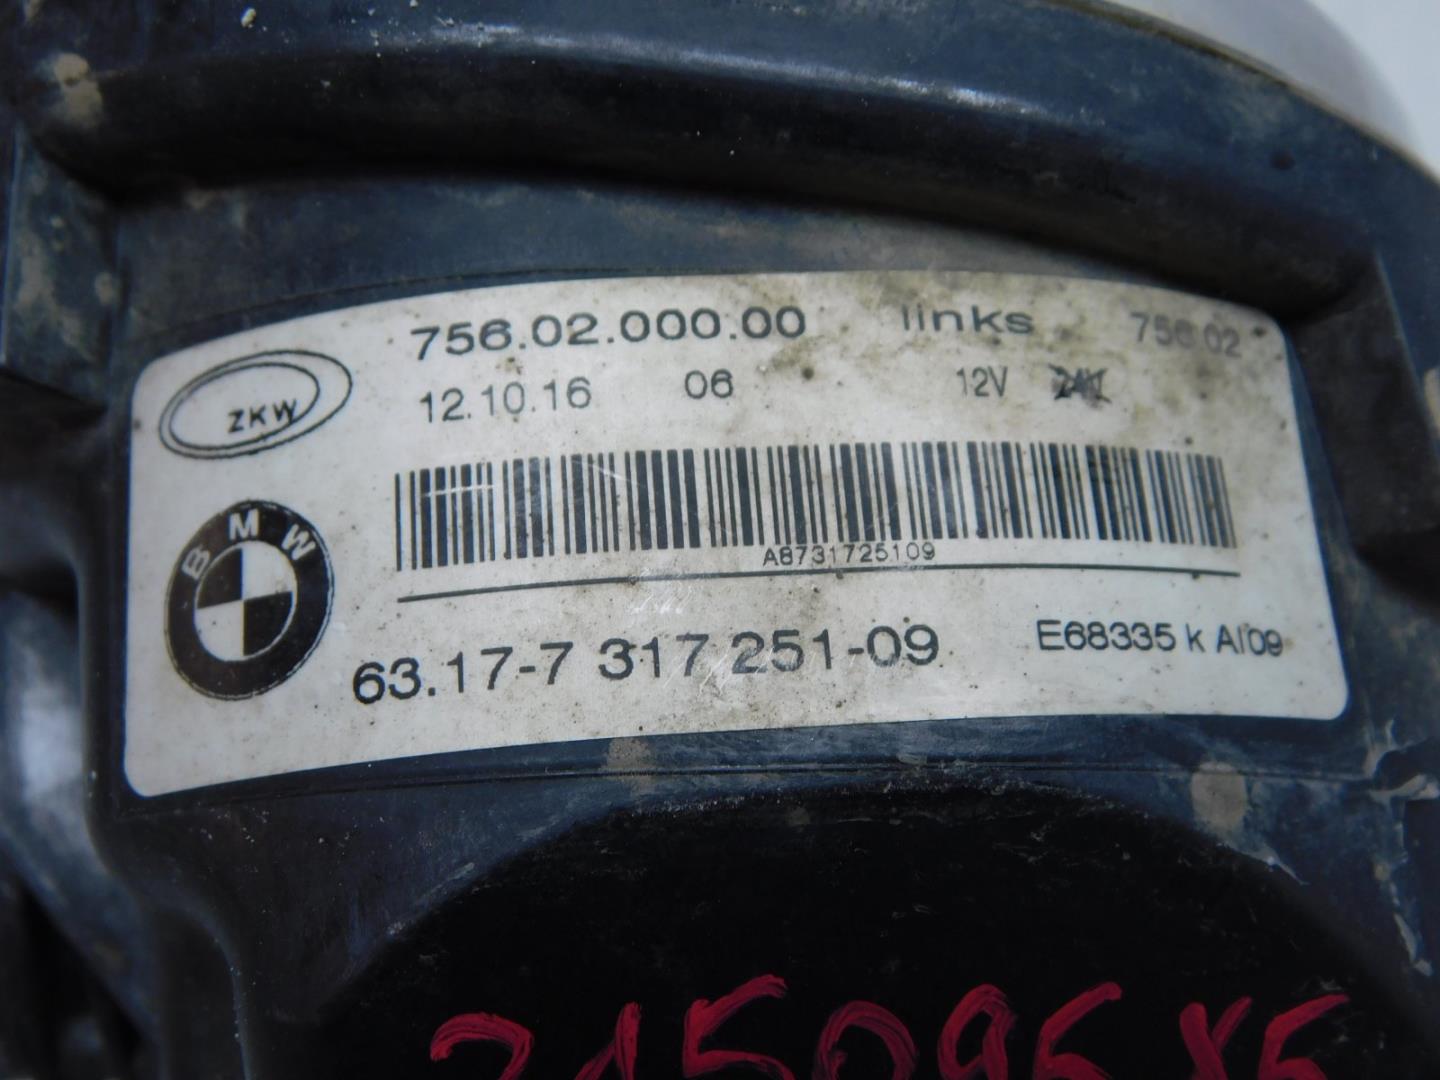 756.02.000.00 links 756.02
ZKW 12.10.16 06 12V 24V
A8731725109
BMW
63.17-7 317 251-09 E68335 k AI09